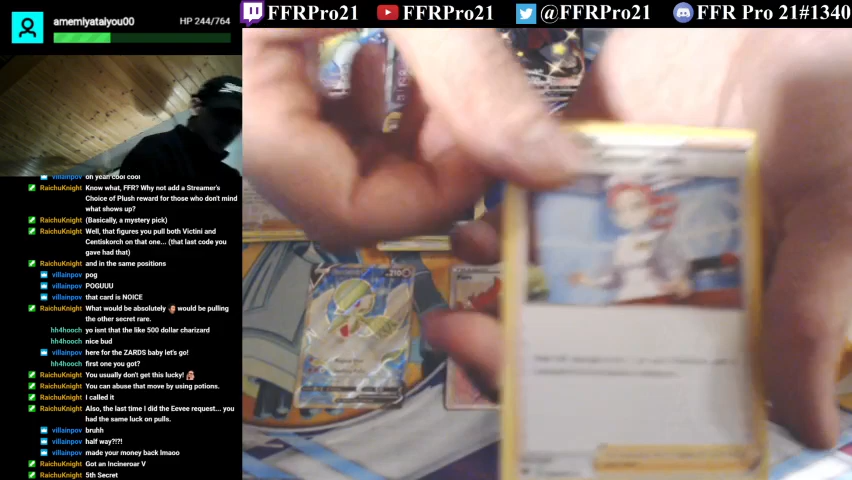 amemiyataiyou00
HP 244/764
FFRPro21
FFRPro21
@FFRPro21
FFR Pro 21#1340
oh yeah cool cool
RaichuKnight Know what, FFR? Why not add a Streamer's
Choice of Plush reward for those who don't mind
what shows up?
RaichuKnight (Basically, a mystery pick)
RaichuKnight Well, that figures you pull both Victini and
Centiskorch on that one... (that last code you
gave had that)
RaichuKnight and in the same positions
villainpov pog
villainpov POGUUU
villainpov that card is NOICE
RaichuKnight What would be absolutely would be pulling
the other secret rare.
hh4hooch yo isnt that the like 500 dollar charizard
hh4hooch nice bud
villainpov here for the ZARDS baby let's go!
hh4hooch first one you got?
RaichuKnight You usually don't get this lucky!
RaichuKnight You can abuse that move by using potions.
RaichuKnight I called it
RaichuKnight Also, the last time I did the Eevee request... you
had the same luck on pulls.
villainpov bruhh
villainpov half way?!?!
villainpov made your money back lmaoo
RaichuKnight Got an Incineroar V
RaichuKnight 5th Secret
210